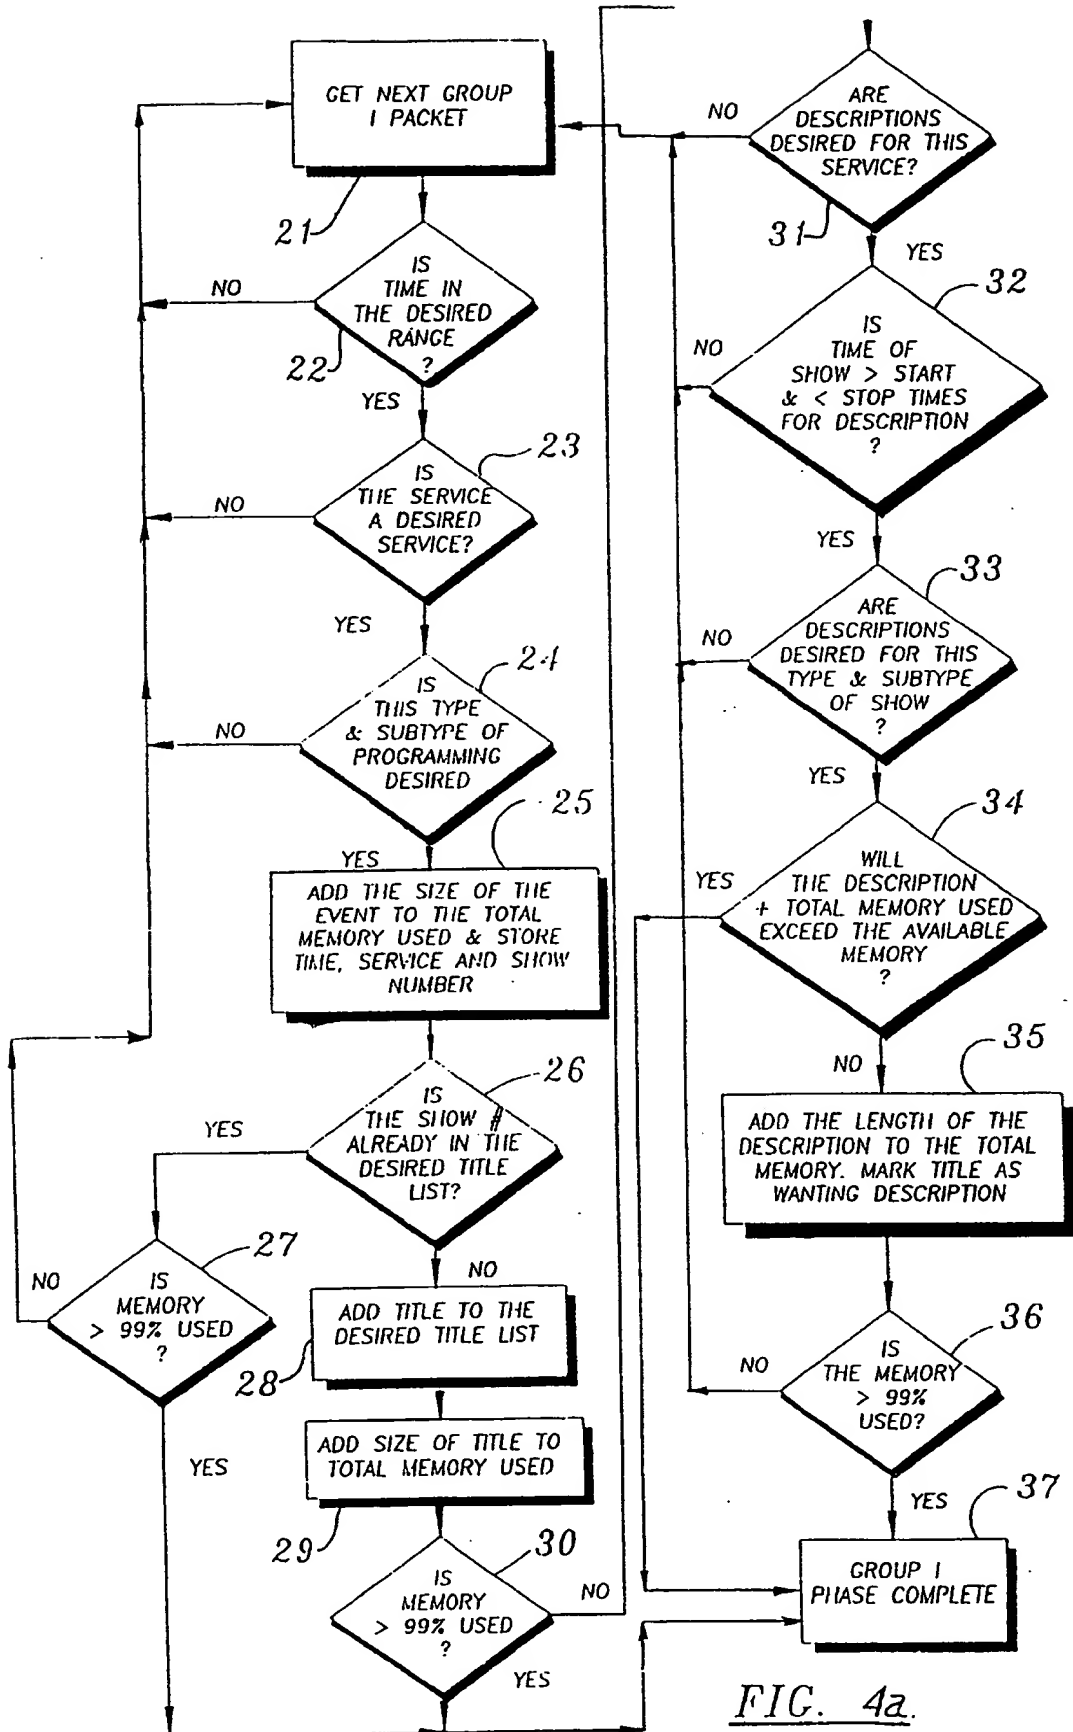 GET NEXT GROUP
1 PACKET
21
IS
TIME IN
THE DESIRED
RANGE
?
22
NO
YES
IS
THE SERVICE
A DESIRED
SERVICE?
23
NO
YES
IS
THIS TYPE
& SUBTYPE OF
PROGRAMMING
DESIRED
24
NO
YES
25
ADD THE SIZE OF THE
EVENT TO THE TOTAL
MEMORY USED & STORE
TIME, SERVICE AND SHOW
NUMBER
IS
THE SHOW #
ALREADY IN THE
DESIRED TITLE
LIST?
26
YES
NO
IS
MEMORY
> 99% USED
?
27
NO
YES
ADD TITLE TO THE
DESIRED TITLE LIST
28
ADD SIZE OF TITLE TO
TOTAL MEMORY USED
29
IS
MEMORY
> 99% USED
?
30
NO
YES
ARE
DESCRIPTIONS
DESIRED FOR THIS
SERVICE?
31
NO
YES
IS
TIME OF
SHOW > START
& < STOP TIMES
FOR DESCRIPTION
?
32
NO
YES
ARE
DESCRIPTIONS
DESIRED FOR THIS
TYPE & SUBTYPE
OF SHOW
?
33
NO
YES
WILL
THE DESCRIPTION
+ TOTAL MEMORY USED
EXCEED THE AVAILABLE
MEMORY
?
34
YES
NO
35
ADD THE LENGTH OF THE
DESCRIPTION TO THE TOTAL
MEMORY. MARK TITLE AS
WANTING DESCRIPTION
IS
THE MEMORY
> 99%
USED?
36
NO
YES
37
GROUP 1
PHASE COMPLETE
FIG. 4a.